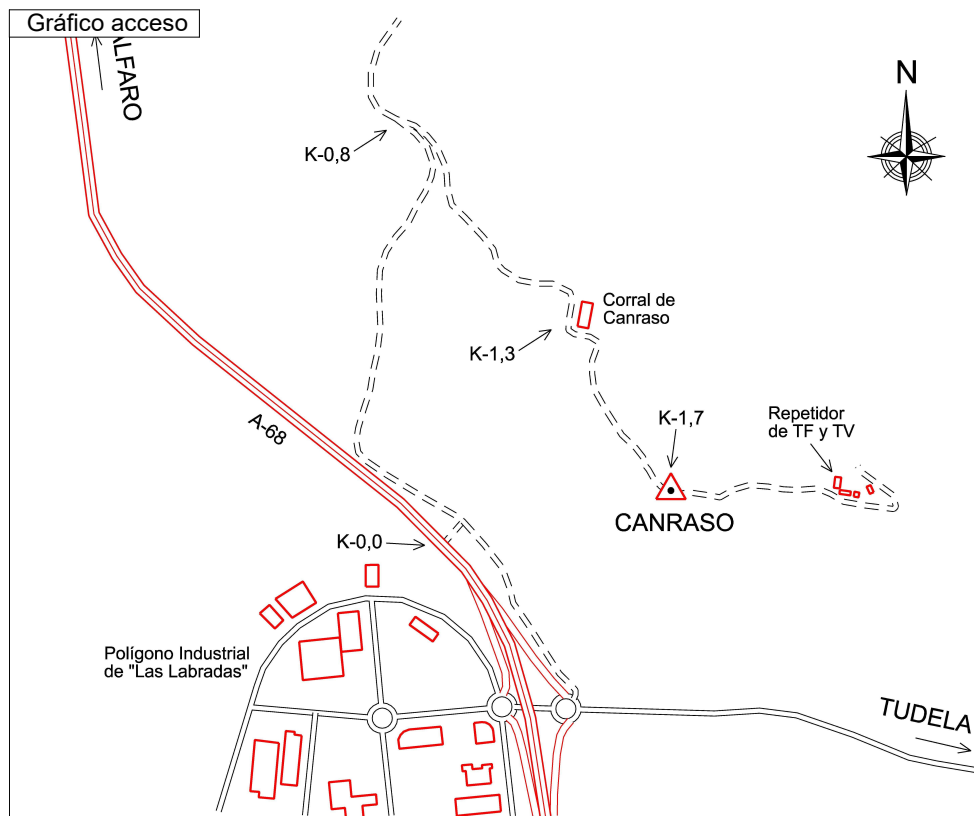 Gráfico acceso
ALFARO
N
K-0,8
Corral de
Canraso
K-1,3
A-68
K-1,7
Repetidor
de TF y TV
CANRASO
K-0,0
Polígono Industrial
de "Las Labradas"
TUDELA